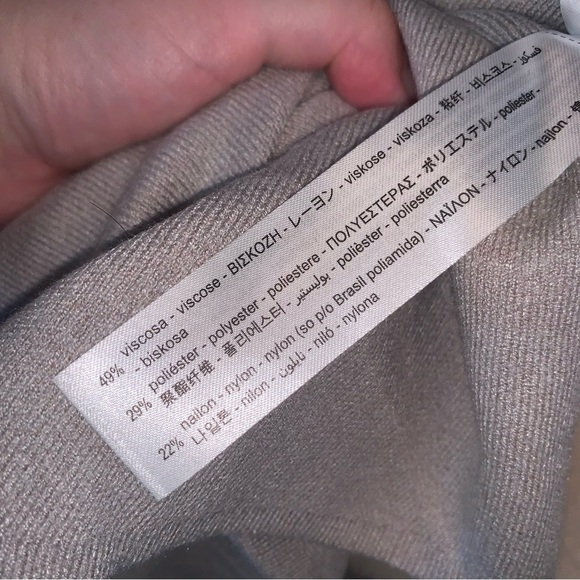 49% viscosa - viscose - ΒΙΣΚΟΖΗ - レーヨン - viskose - viskoza - 粘纤 - 비스코스 - فسكوز
- biskosa
29% poliéster - polyester - poliestere - ΠΟΛΥΕΣΤΕΡΑΣ - ポリエステル - poliester -
聚酯纤维 - 폴리에스터 - بوليستير - polièster - poliesterra
22% nailon - nylon - nylon (so p/o Brasil poliamida) - ΝΑΪΛΟΝ - ナイロン - najlon -
나일론 - nilon - نايلون - niló - nylona